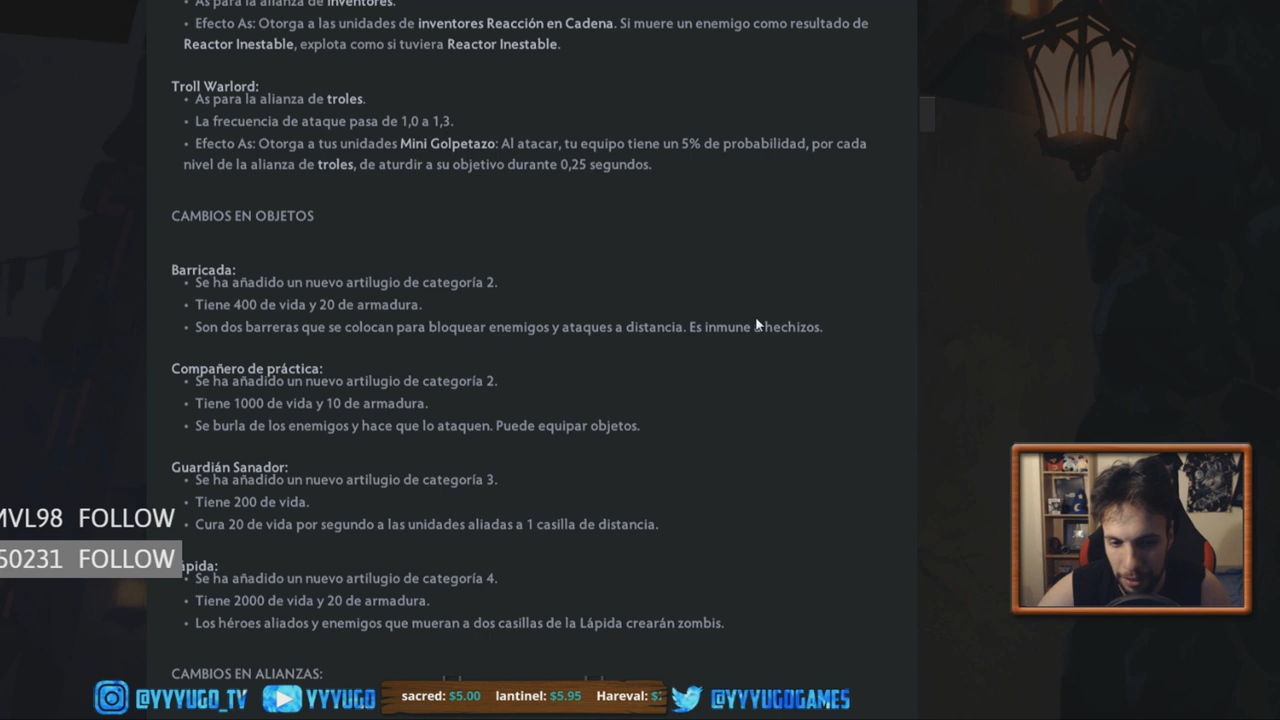 As para la alianza de inventores.
• Efecto As: Otorga a las unidades de inventores Reacción en Cadena. Si muere un enemigo como resultado de
Reactor Inestable, explota como si tuviera Reactor Inestable.
Troll Warlord:
• As para la alianza de troles.
• La frecuencia de ataque pasa de 1,0 a 1,3.
• Efecto As: Otorga a tus unidades Mini Golpetazo: Al atacar, tu equipo tiene un 5% de probabilidad, por cada
nivel de la alianza de troles, de aturdir a su objetivo durante 0,25 segundos.
CAMBIOS EN OBJETOS
Barricada:
• Se ha añadido un nuevo artilugio de categoría 2.
• Tiene 400 de vida y 20 de armadura.
• Son dos barreras que se colocan para bloquear enemigos y ataques a distancia. Es inmune a hechizos.
Compañero de práctica:
• Se ha añadido un nuevo artilugio de categoría 2.
• Tiene 1000 de vida y 10 de armadura.
• Se burla de los enemigos y hace que lo ataquen. Puede equipar objetos.
Guardián Sanador:
• Se ha añadido un nuevo artilugio de categoría 3.
• Tiene 200 de vida.
• Cura 20 de vida por segundo a las unidades aliadas a 1 casilla de distancia.
MVL98 FOLLOW
50231 FOLLOW
ápida:
• Se ha añadido un nuevo artilugio de categoría 4.
• Tiene 2000 de vida y 20 de armadura.
• Los héroes aliados y enemigos que mueran a dos casillas de la Lápida crearán zombis.
CAMBIOS EN ALIANZAS:
@VYVYUGO_TV VYVYUGO sacred: $5.00 lantinel: $5.95 Hareval: $ @VYVYUGOGAMES